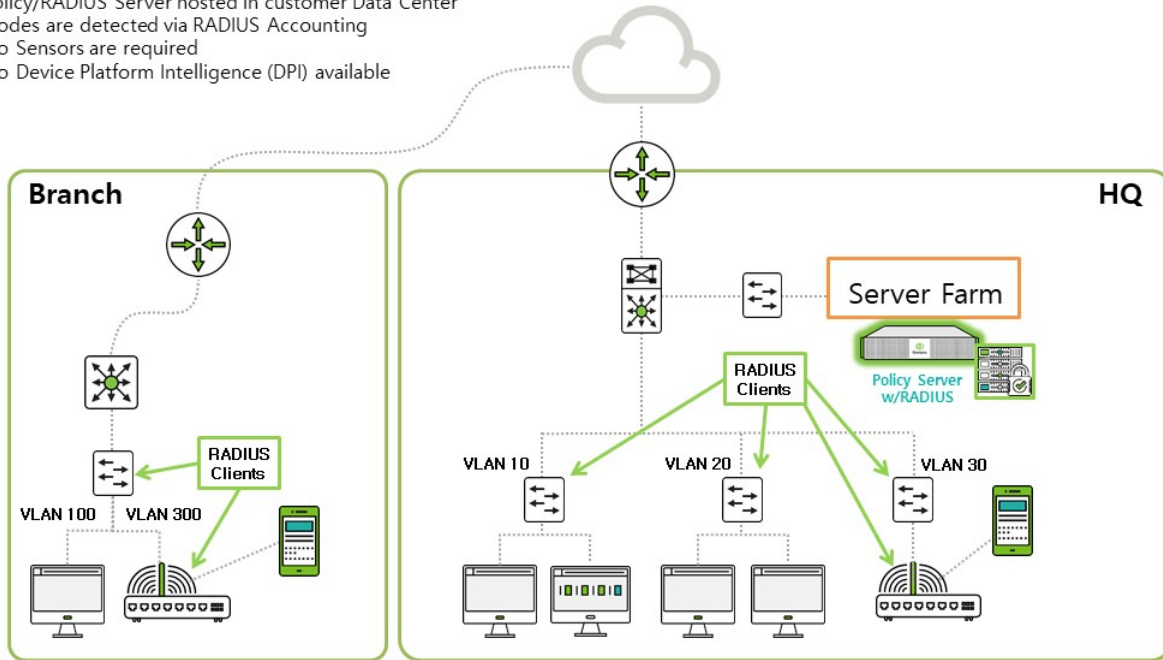 olicy/RADIUS Server hosted in customer Data Center
odes are detected via RADIUS Accounting
o Sensors are required
o Device Platform Intelligence (DPI) available
Branch
HQ
Server Farm
RADIUS
Clients
Policy Server
w/RADIUS
RADIUS
Clients
VLAN 10
VLAN 20
VLAN 30
VLAN 100
VLAN 300